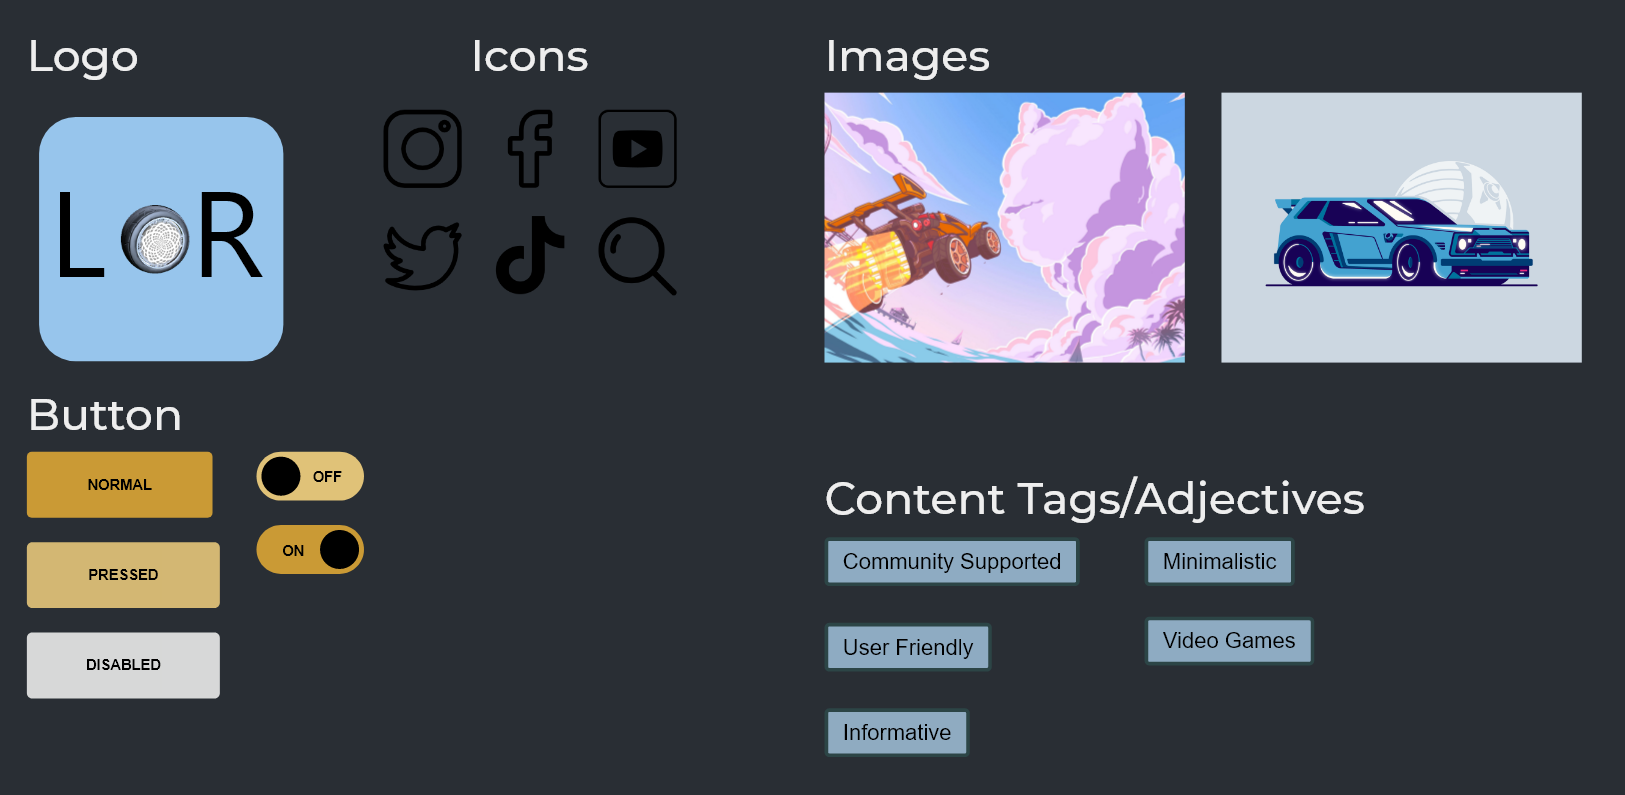 Logo
Icons
Images
L R
Button
NORMAL
OFF
ON
PRESSED
DISABLED
Content Tags/Adjectives
Community Supported
Minimalistic
User Friendly
Video Games
Informative